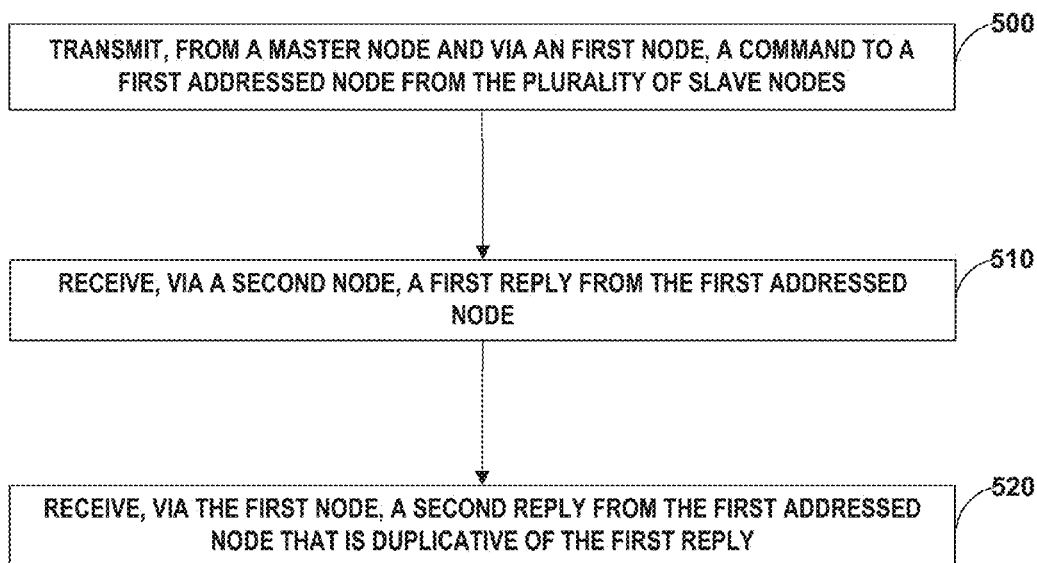 500
TRANSMIT, FROM A MASTER NODE AND VIA AN FIRST NODE, A COMMAND TO A
FIRST ADDRESSED NODE FROM THE PLURALITY OF SLAVE NODES
510
RECEIVE, VIA A SECOND NODE, A FIRST REPLY FROM THE FIRST ADDRESSED
NODE
520
RECEIVE, VIA THE FIRST NODE, A SECOND REPLY FROM THE FIRST ADDRESSED
NODE THAT IS DUPLICATIVE OF THE FIRST REPLY